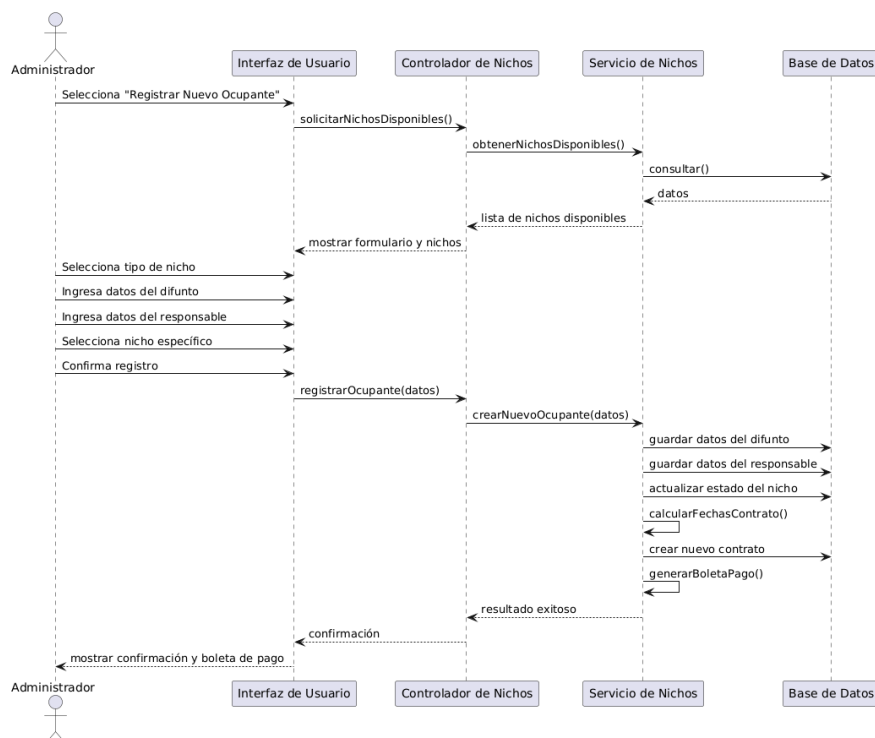 Administrador
Interfaz de Usuario
Controlador de Nichos
Servicio de Nichos
Base de Datos
Selecciona "Registrar Nuevo Ocupante"
solicitarNichosDisponibles()
obtenerNichosDisponibles()
consultar()
datos
lista de nichos disponibles
mostrar formulario y nichos
Selecciona tipo de nicho
Ingresa datos del difunto
Ingresa datos del responsable
Selecciona nicho específico
Confirma registro
registrarOcupante(datos)
crearNuevoOcupante(datos)
guardar datos del difunto
guardar datos del responsable
actualizar estado del nicho
calcularFechasContrato()
crear nuevo contrato
generarBoletaPago()
resultado exitoso
confirmación
mostrar confirmación y boleta de pago
Administrador
Interfaz de Usuario
Controlador de Nichos
Servicio de Nichos
Base de Datos